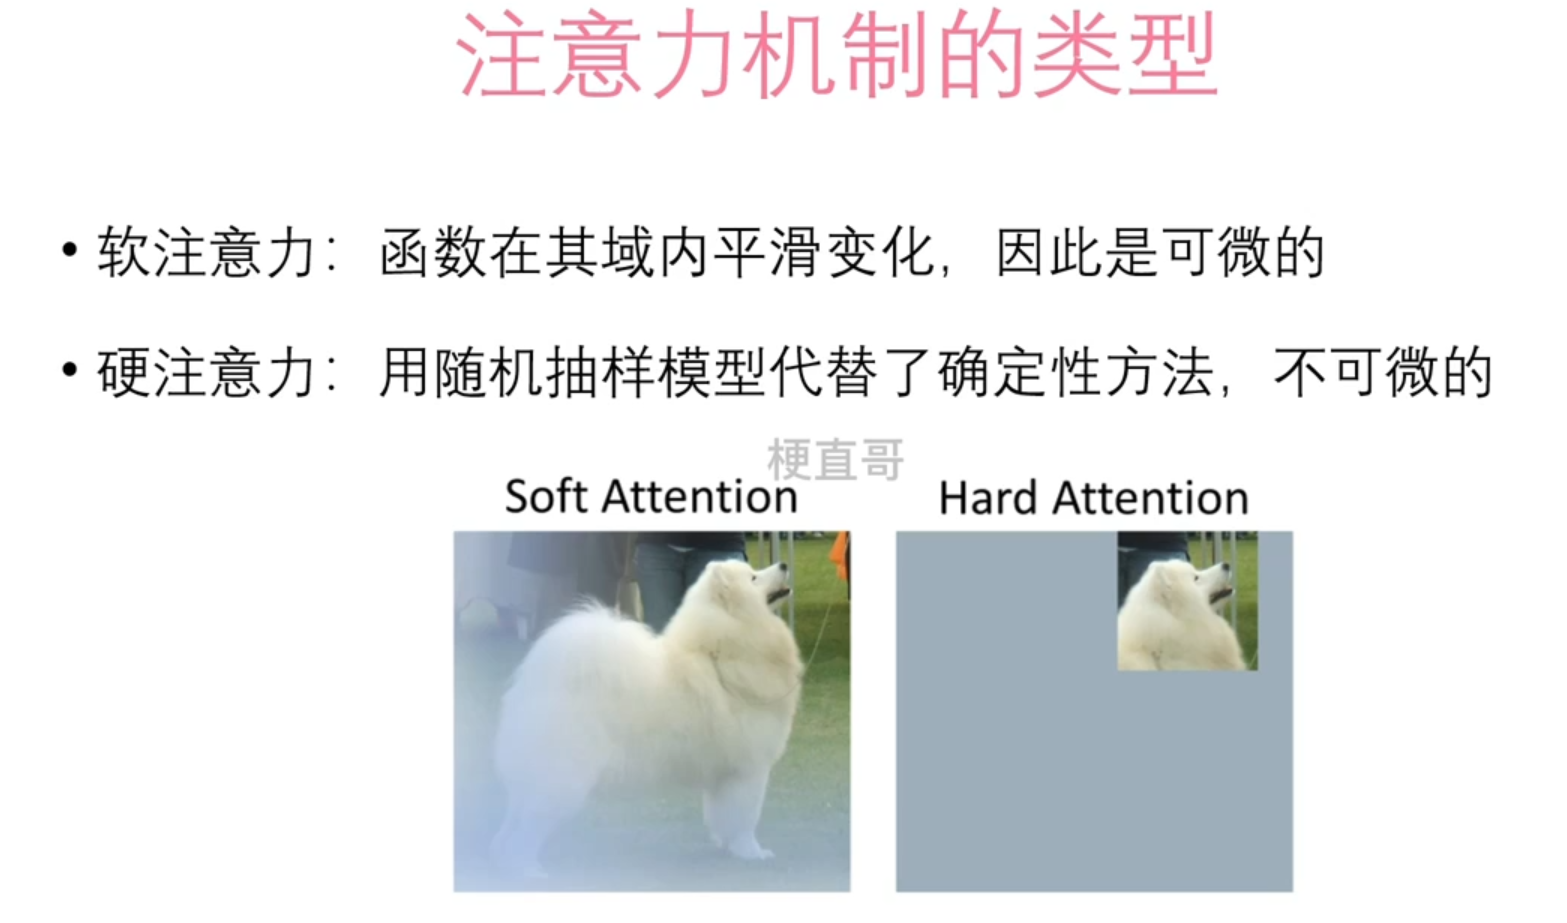 注意力机制的类型
• 软注意力：函数在其域内平滑变化，因此是可微的
• 硬注意力：用随机抽样模型代替了确定性方法，不可微的
梗直哥
Soft Attention
Hard Attention